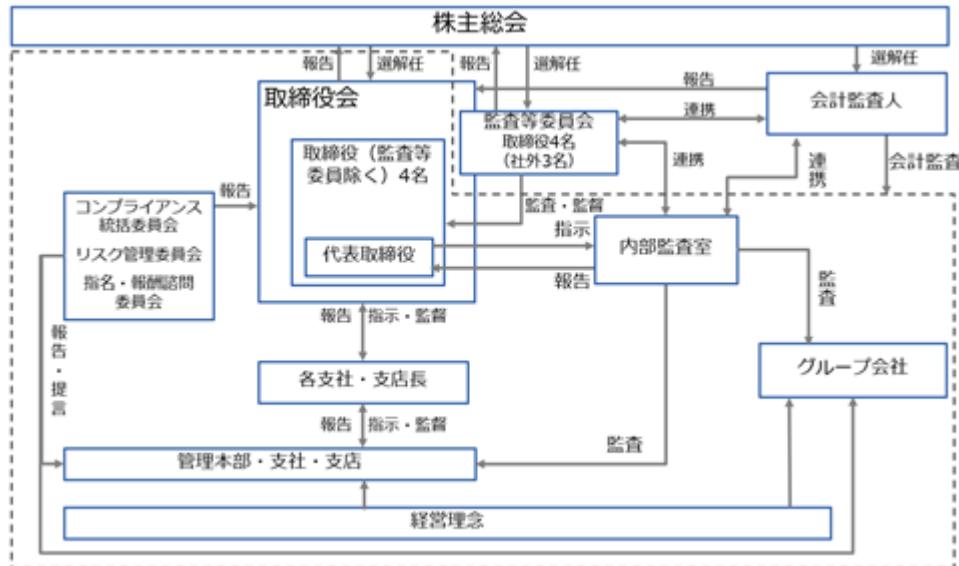 株主総会
報告
選解任
報告
選解任
選解任
取締役会
報告
会計監査人
監査等委員会
取締役4名
（社外3名）
連携
取締役（監査等
委員除く）4名
連携
連携
会計監査
コンプライアンス
統括委員会
リスク管理委員会
指名・報酬諮問
委員会
報告
監査・監督
指示
内部監査室
代表取締役
報告
監査
報告
指示・監督
報告・提言
グループ会社
各支社・支店長
報告
指示・監督
監査
管理本部・支社・支店
経営理念